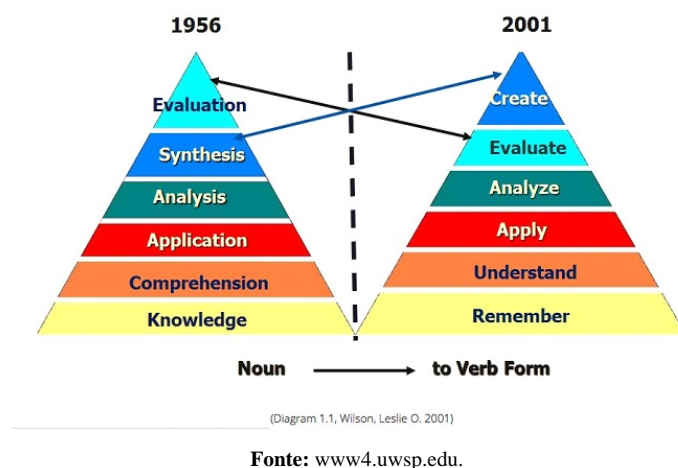 1956
2001
Evaluation
Synthesis
Analysis
Application
Comprehension
Knowledge
Create
Evaluate
Analyze
Apply
Understand
Remember
Noun
to Verb Form
(Diagram 1.1, Wilson, Leslie O. 2001)
Fonte: www4.uwsp.edu.